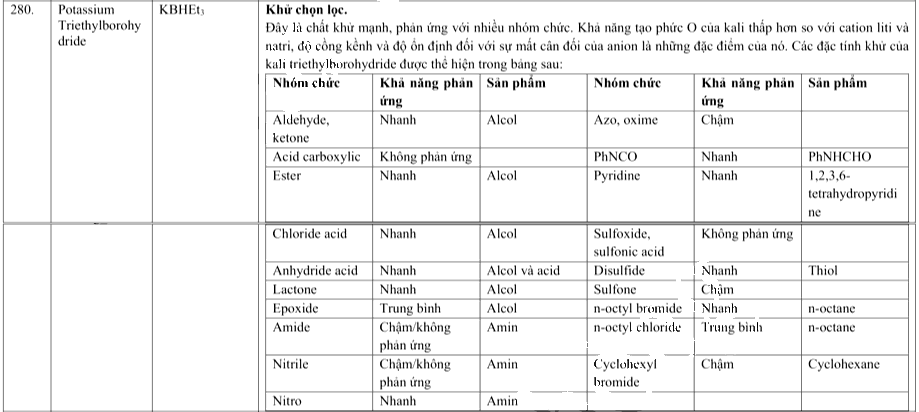 280. Potassium Triethylborohydride KBHEt₃ Khử chọn lọc.
Đây là chất khử mạnh, phản ứng với nhiều nhóm chức. Khả năng tạo phức O của kali thấp hơn so với cation liti và
natri, độ cồng kềnh và độ ổn định đối với sự mất cân đối của anion là những đặc điểm của nó. Các đặc tính khử của
kali triethylborohydride được thể hiện trong bảng sau:
Nhóm chức Khả năng phản ứng Sản phẩm Nhóm chức Khả năng phản ứng Sản phẩm
Aldehyde, ketone Nhanh Alcol Azo, oxime Chậm
Acid carboxylic Không phản ứng PhNCO Nhanh PhNHCHO
Ester Nhanh Alcol Pyridine Nhanh 1,2,3,6-tetrahydropyridine
Chloride acid Nhanh Alcol Sulfoxide, sulfonic acid Không phản ứng
Anhydride acid Nhanh Alcol và acid Disulfide Nhanh Thiol
Lactone Nhanh Alcol Sulfone Chậm
Epoxide Trung bình Alcol n-octyl bromide Nhanh n-octane
Amide Chậm/không phản ứng Amin n-octyl chloride Trung bình n-octane
Nitrile Chậm/không phản ứng Amin Cyclohexyl bromide Chậm Cyclohexane
Nitro Nhanh Amin